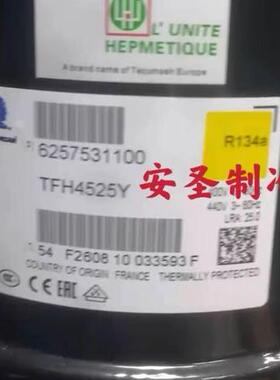 L' UNITE
HEPMETIQUE
A brand name of Tecumseh Europe
6257531100
R134a
TFH4525Y
安圣制冷
440V 3~ 60Hz
LRA 25.0
54 F2608 10 033593 F
COUNTRY OF ORIGIN FRANCE THERMALLY PROTECTED